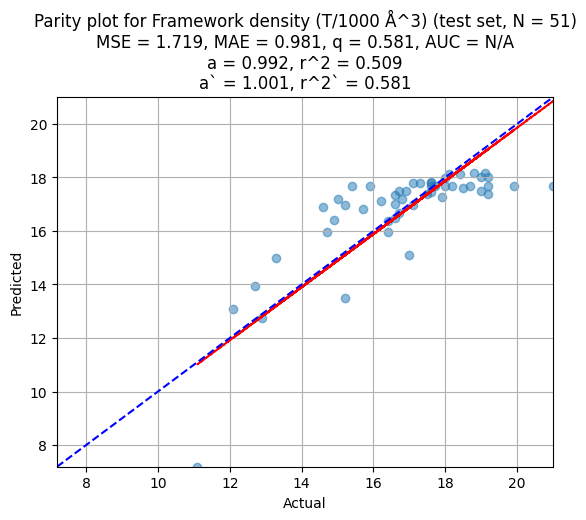 Parity plot for Framework density (T/1000 Å^3) (test set, N = 51)
MSE = 1.719, MAE = 0.981, q = 0.581, AUC = N/A
a = 0.992, r^2 = 0.509
a` = 1.001, r^2` = 0.581
20
18
16
14
12
10
8
Predicted
8 10 12 14 16 18 20
Actual